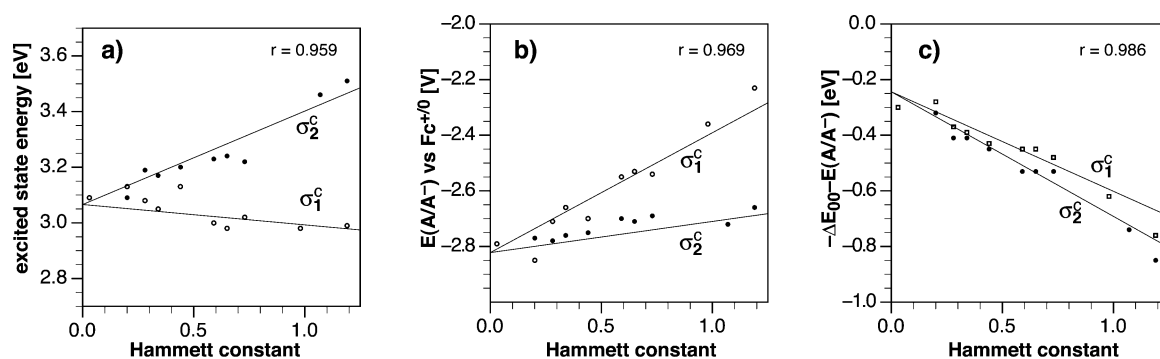 a)
r = 0.959
excited state energy [eV]
3.6
3.4
3.2
3.0
2.8
σ₂ᶜ
σ₁ᶜ
0.0 0.5 1.0
Hammett constant
b)
r = 0.969
E(A/A⁻) vs Fc⁺/⁰ [V]
−2.0
−2.2
−2.4
−2.6
−2.8
σ₁ᶜ
σ₂ᶜ
0.0 0.5 1.0
Hammett constant
c)
r = 0.986
−ΔE₀₀−E(A/A⁻) [eV]
0.0
−0.2
−0.4
−0.6
−0.8
−1.0
σ₁ᶜ
σ₂ᶜ
0.0 0.5 1.0
Hammett constant